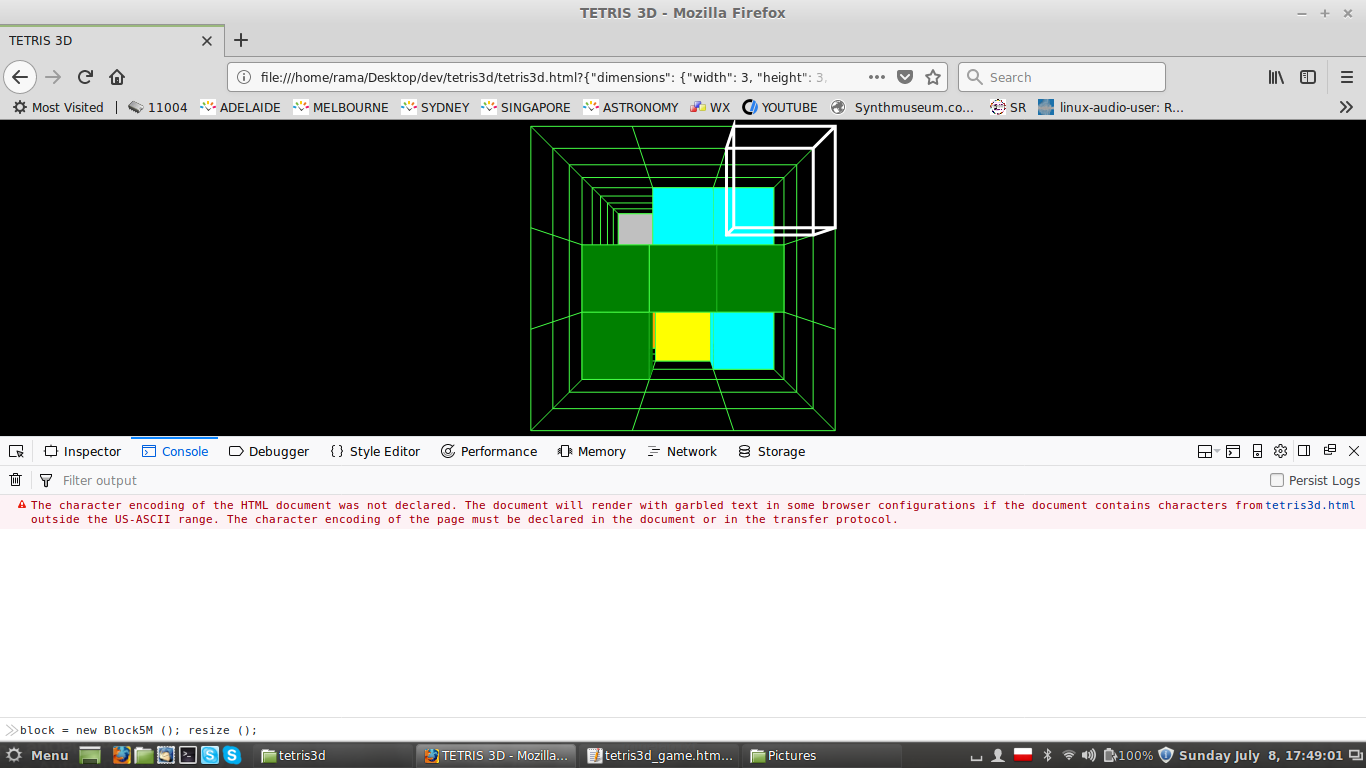 TETRIS 3D - Mozilla Firefox
TETRIS 3D
file:///home/rama/Desktop/dev/tetris3d/tetris3d.html?{"dimensions": {"width": 3, "height": 3,
Search
Most Visited 11004 ADELAIDE MELBOURNE SYDNEY SINGAPORE ASTRONOMY WX YOUTUBE Synthmuseum.co... SR linux-audio-user: R...
Inspector Console Debugger Style Editor Performance Memory Network Storage
Filter output Persist Logs
The character encoding of the HTML document was not declared. The document will render with garbled text in some browser configurations if the document contains characters from tetris3d.html
outside the US-ASCII range. The character encoding of the page must be declared in the document or in the transfer protocol.
block = new Block5M (); resize ();
Menu tetris3d TETRIS 3D - Mozilla... tetris3d_game.htm... Pictures 100% Sunday July 8, 17:49:01